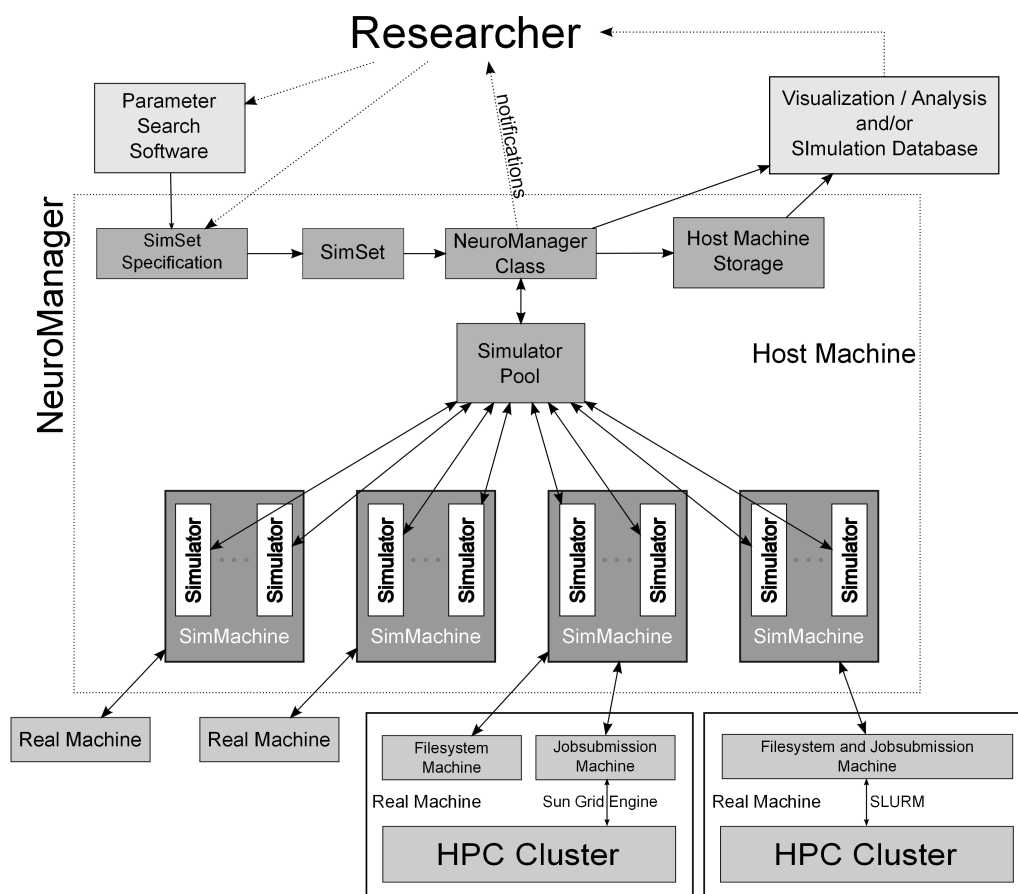 Researcher
Parameter
Search
Software
notifications
Visualization / Analysis
and/or
SImulation Database
NeuroManager
SimSet
Specification
SimSet
NeuroManager
Class
Host Machine
Storage
Simulator
Pool
Host Machine
Simulator
...
Simulator
SimMachine
Simulator
...
Simulator
SimMachine
Simulator
...
Simulator
SimMachine
Simulator
...
Simulator
SimMachine
Real Machine
Real Machine
Filesystem
Machine
Jobsubmission
Machine
Real Machine
Sun Grid Engine
HPC Cluster
Filesystem and Jobsubmission
Machine
Real Machine
SLURM
HPC Cluster